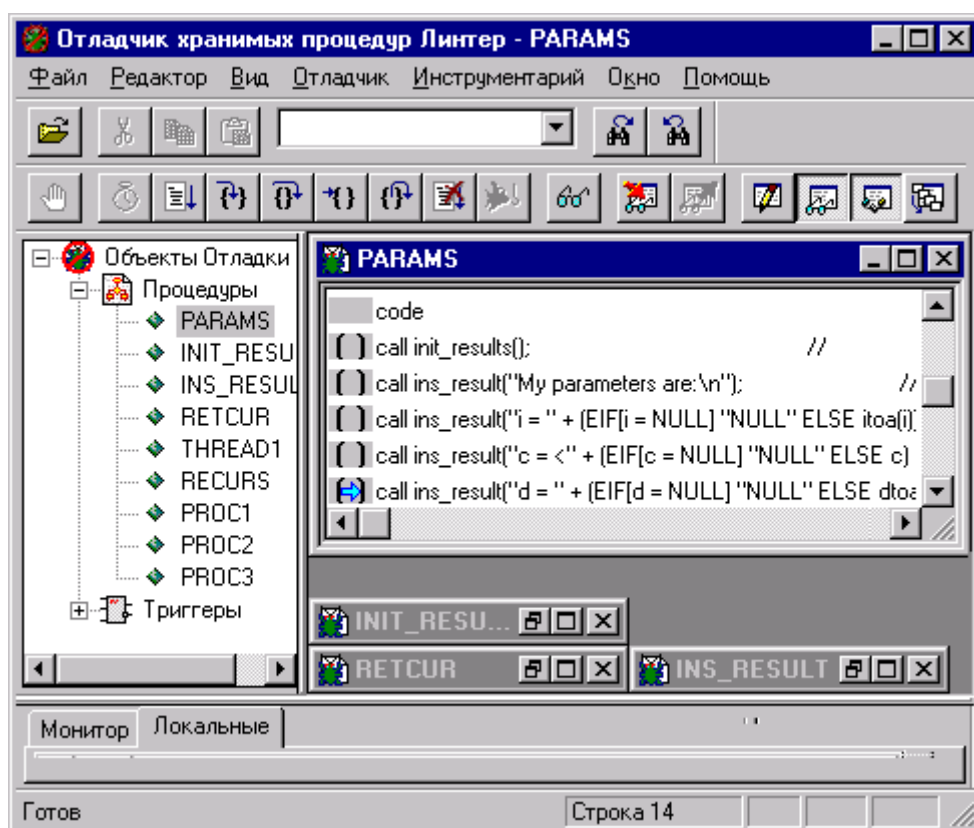 Отладчик хранимых процедур Линтер - PARAMS
Файл Редактор Вид Отладчик Инструментарий Окно Помощь
Объекты Отладки
Процедуры
PARAMS
INIT_RESU
INS_RESUL
RETCUR
THREAD1
RECURS
PROC1
PROC2
PROC3
Триггеры
PARAMS
code
call init_results(); //
call ins_result("My parameters are:\n"); //
call ins_result("i = " + (EIF[i = NULL] "NULL" ELSE itoa(i)
call ins_result("c = <" + (EIF[c = NULL] "NULL" ELSE c)
call ins_result("d = " + (EIF[d = NULL] "NULL" ELSE dtoa
INIT_RESU...
RETCUR
INS_RESULT
Монитор Локальные
Готов
Строка 14